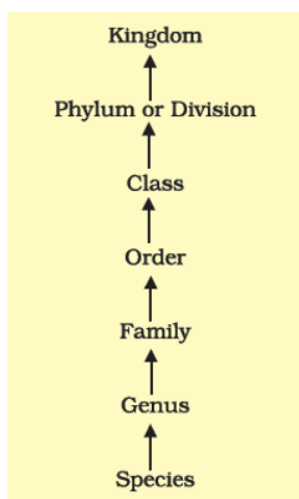 Kingdom
Phylum or Division
Class
Order
Family
Genus
Species